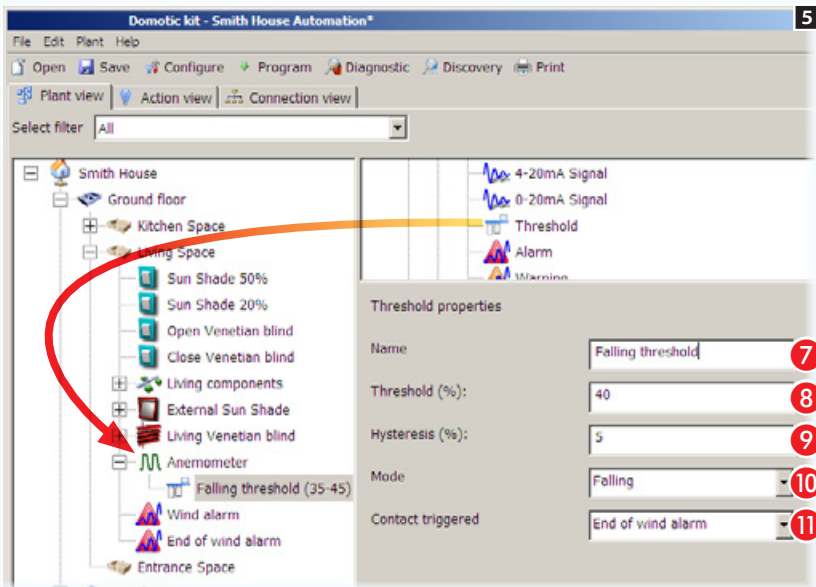 Domotic kit - Smith House Automation*
5
File Edit Plant Help
Open Save Configure Program Diagnostic Discovery Print
Plant view Action view Connection view
Select filter All
Smith House
Ground floor
Kitchen Space
Living Space
Sun Shade 50%
Sun Shade 20%
Open Venetian blind
Close Venetian blind
Living components
External Sun Shade
Living Venetian blind
Anemometer
Falling threshold (35-45)
Wind alarm
End of wind alarm
Entrance Space
4-20mA Signal
0-20mA Signal
Threshold
Alarm
Warning
Threshold properties
Name Falling threshold 7
Threshold (%): 40 8
Hysteresis (%): 5 9
Mode Falling 10
Contact triggered End of wind alarm 11